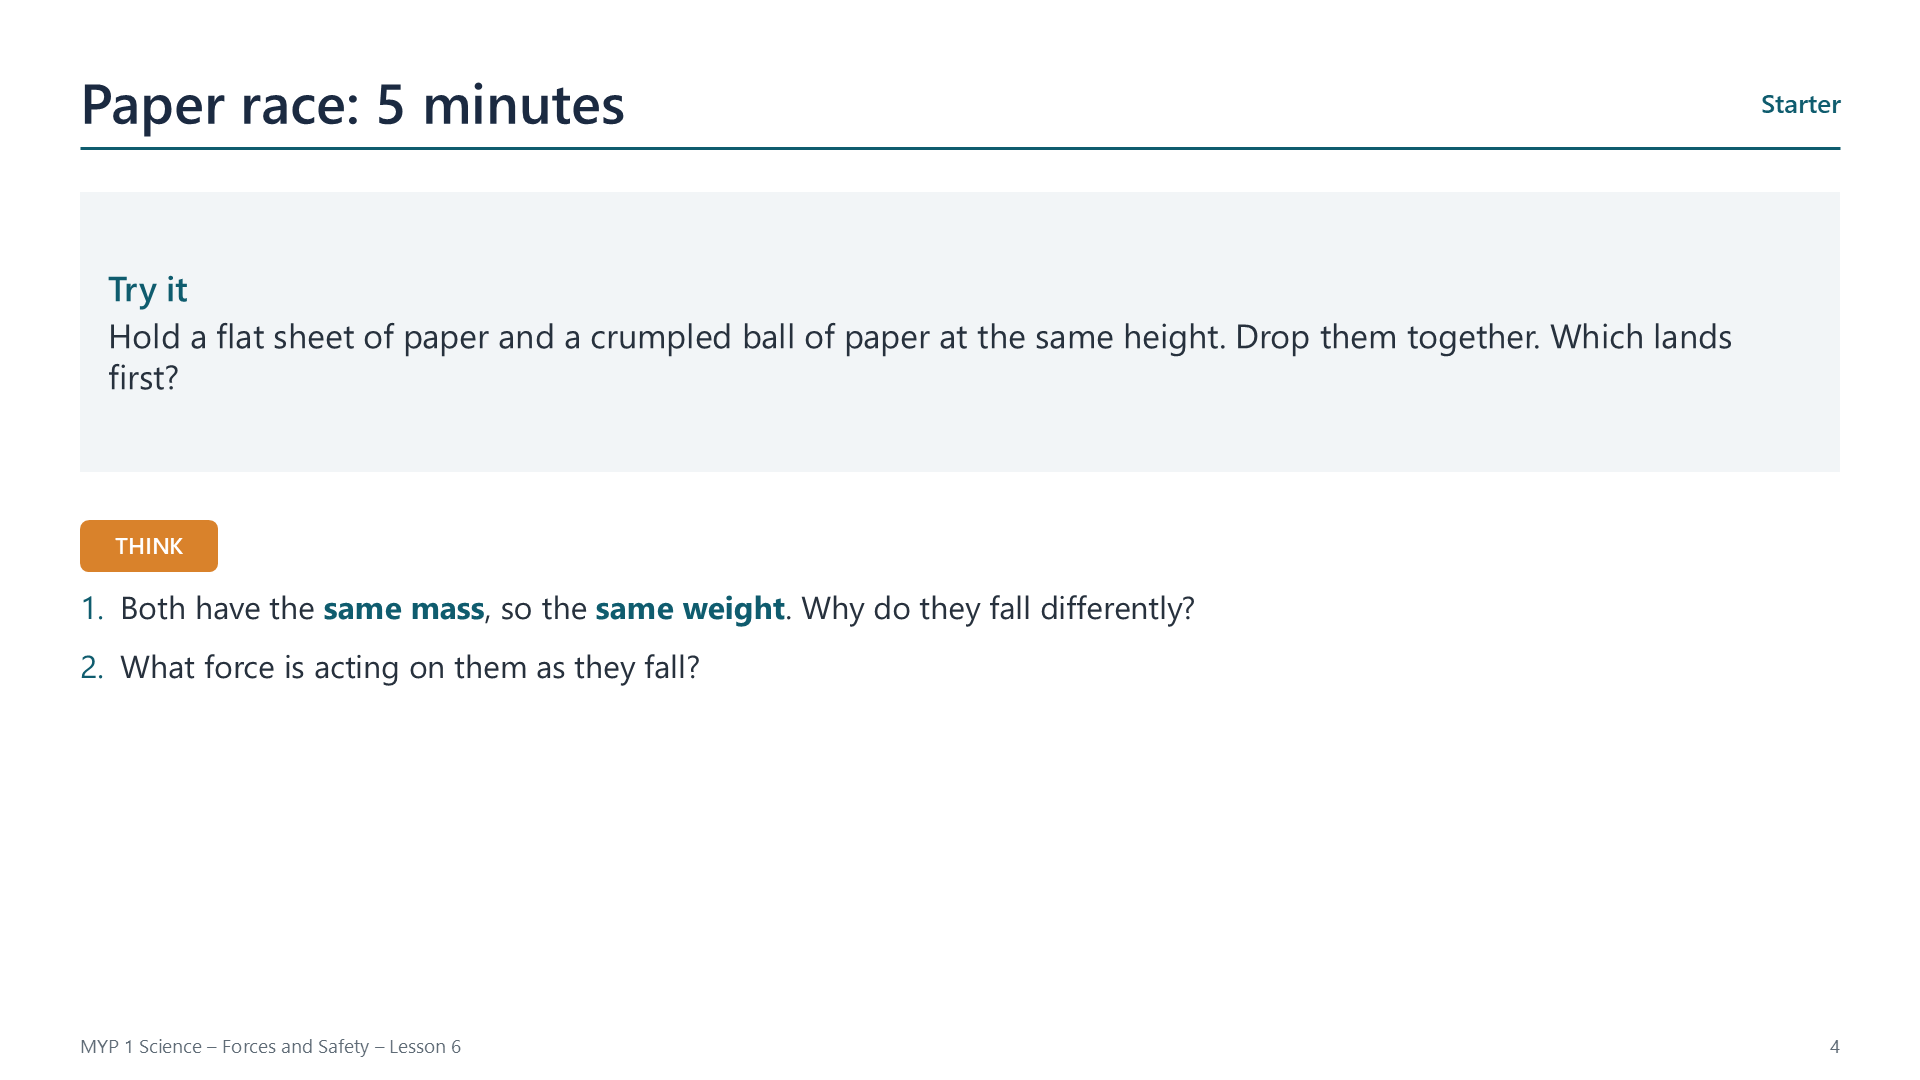 Paper race: 5 minutes
Starter
Try it
Hold a flat sheet of paper and a crumpled ball of paper at the same height. Drop them together. Which lands
first?
THINK
1. Both have the same mass, so the same weight. Why do they fall differently?
2. What force is acting on them as they fall?
MYP 1 Science – Forces and Safety – Lesson 6
4